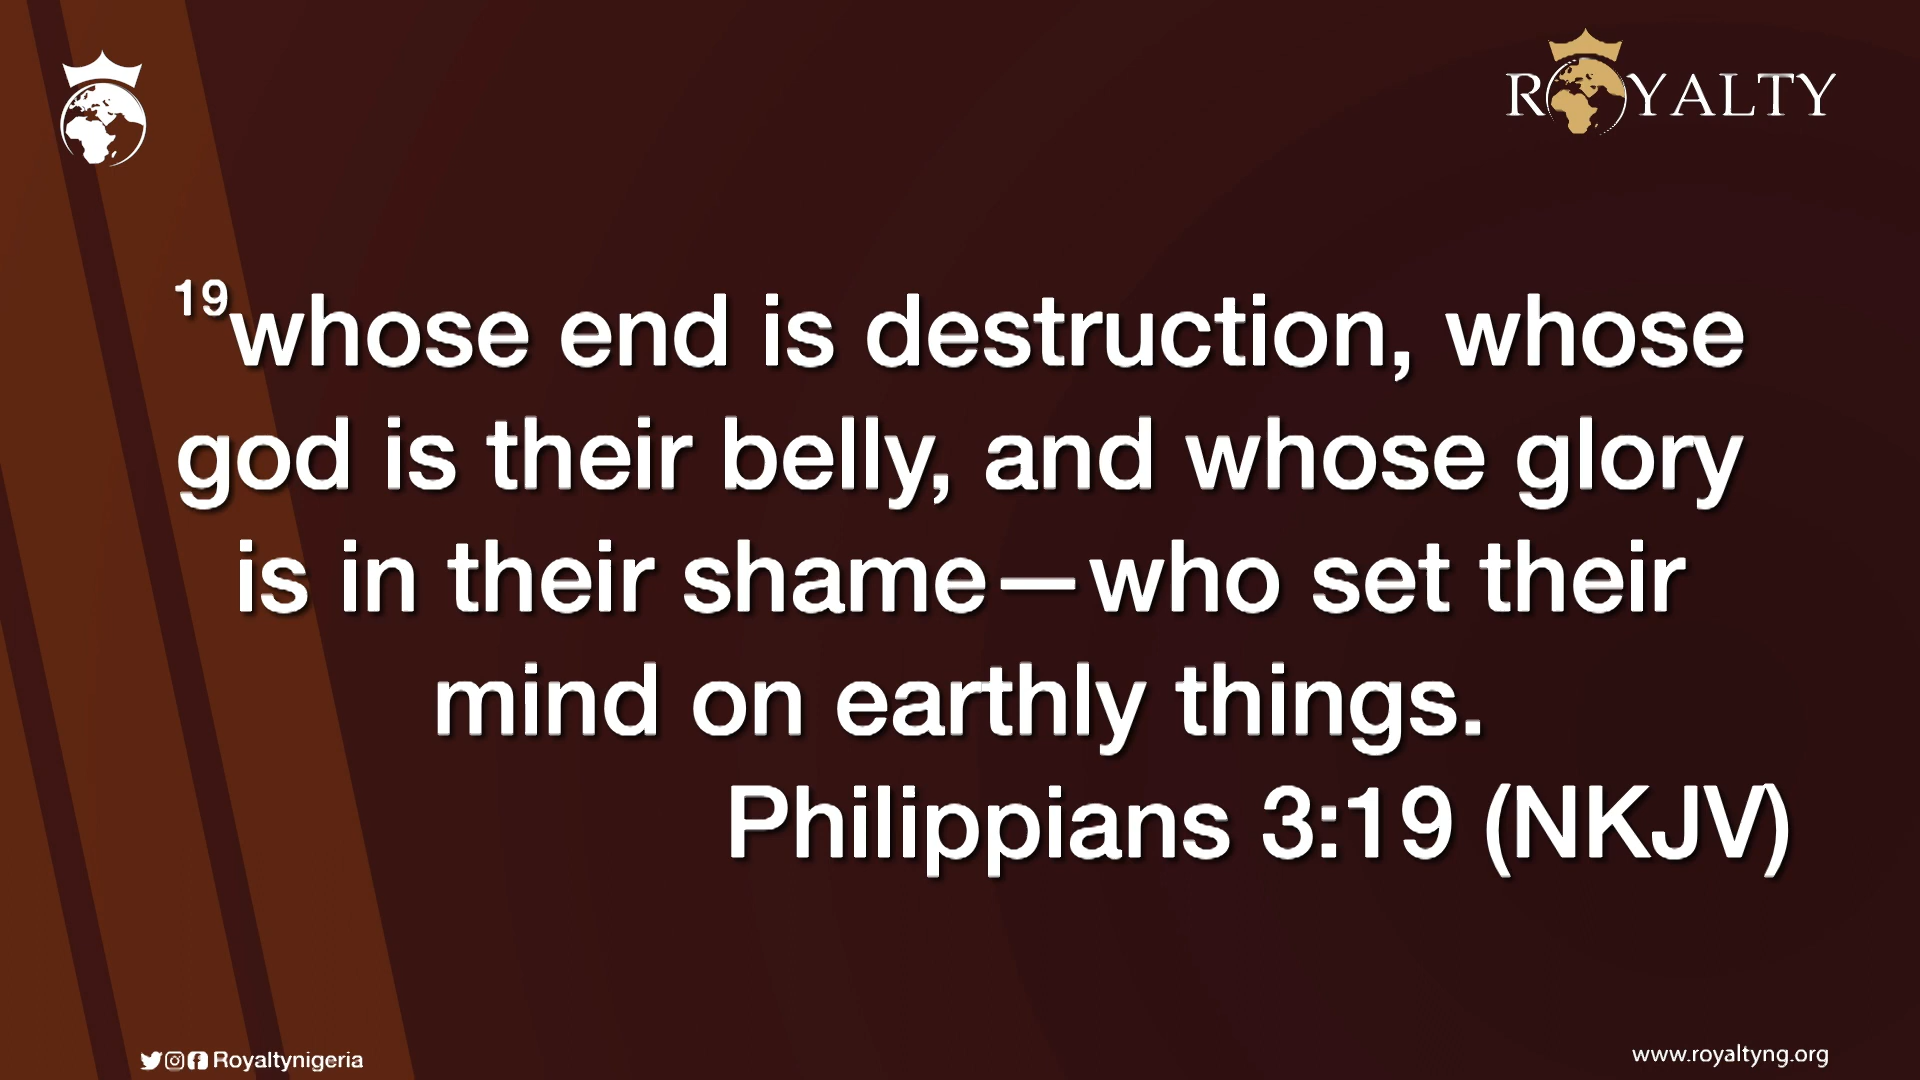 ROYALTY
19whose end is destruction, whose
god is their belly, and whose glory
is in their shame—who set their
mind on earthly things.
Philippians 3:19 (NKJV)
Royaltynigeria
www.royaltyng.org